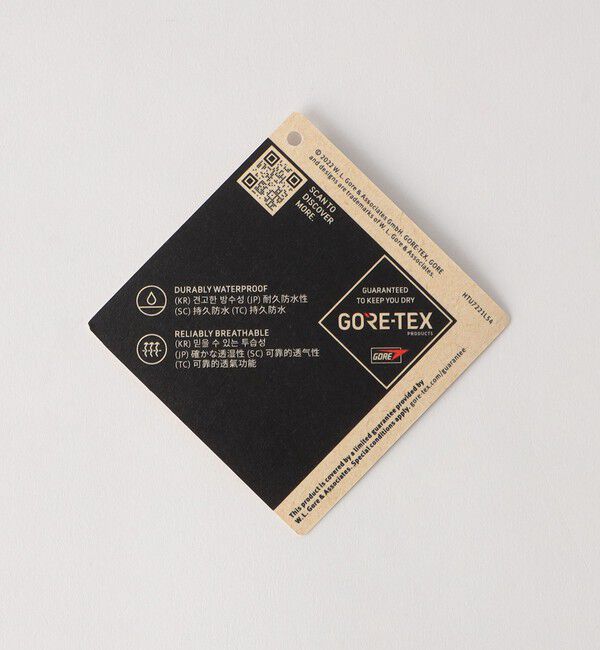 © 2022 W. L. Gore & Associates GmbH. GORE-TEX, GORE
and designs are trademarks of W. L. Gore & Associates.
HTU7221LS4
SCAN TO
DISCOVER
MORE.
DURABLY WATERPROOF
(KR) 견고한 방수성 (JP) 耐久防水性
(SC) 持久防水 (TC) 持久防水
RELIABLY BREATHABLE
(KR) 믿을 수 있는 투습성
(JP) 確かな透湿性 (SC) 可靠的透气性
(TC) 可靠的透氣功能
GUARANTEED
TO KEEP YOU DRY
GORE-TEX
PRODUCTS
GORE
This product is covered by a limited guarantee provided by
W. L. Gore & Associates. Special conditions apply. gore-tex.com/guarantee